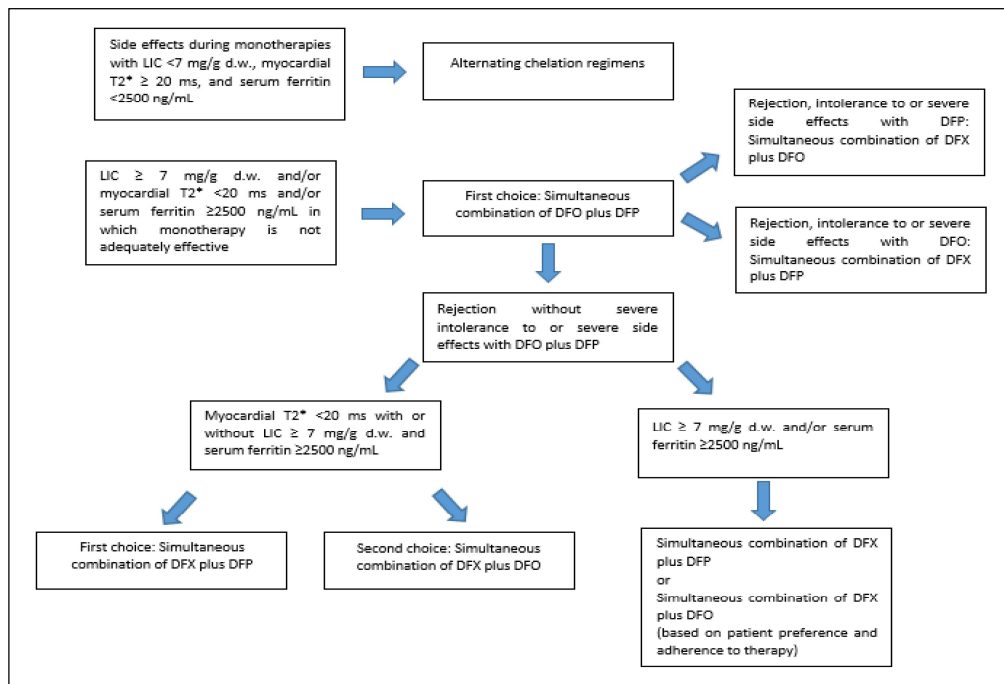 Side effects during monotherapies
with LIC <7 mg/g d.w., myocardial
T2* ≥ 20 ms, and serum ferritin
<2500 ng/mL
Alternating chelation regimens
Rejection, intolerance to or severe
side effects with DFP:
Simultaneous combination of DFX
plus DFO
LIC ≥ 7 mg/g d.w. and/or
myocardial T2* <20 ms and/or
serum ferritin ≥2500 ng/mL in
which monotherapy is not
adequately effective
First choice: Simultaneous
combination of DFO plus DFP
Rejection, intolerance to or severe
side effects with DFO:
Simultaneous combination of DFX
plus DFP
Rejection without severe
intolerance to or severe side
effects with DFO plus DFP
Myocardial T2* <20 ms with or
without LIC ≥ 7 mg/g d.w. and
serum ferritin ≥2500 ng/mL
LIC ≥ 7 mg/g d.w. and/or serum
ferritin ≥2500 ng/mL
First choice: Simultaneous
combination of DFX plus DFP
Second choice: Simultaneous
combination of DFX plus DFO
Simultaneous combination of DFX
plus DFP
or
Simultaneous combination of DFX
plus DFO
(based on patient preference and
adherence to therapy)